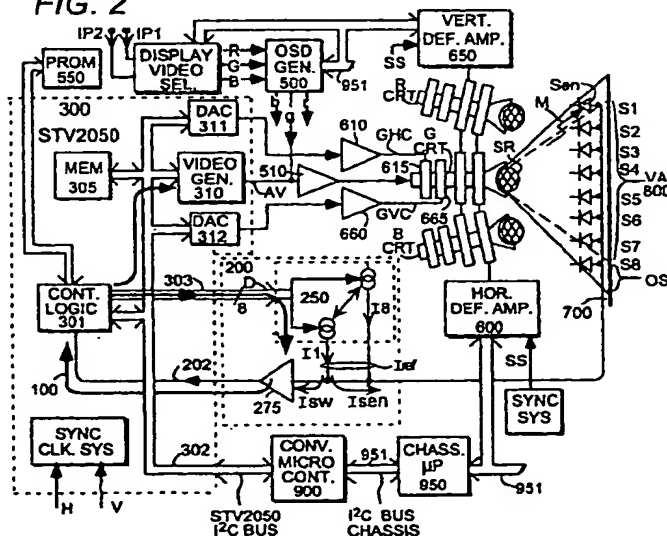 FIG. 2
IP2
IP1
PROM
550
DISPLAY
VIDEO
SEL.
R
G
B
OSD
GEN.
500
951
VERT.
DEF. AMP.
650
SS
300
STV2050
MEM
305
DAC
311
VIDEO
GEN.
310
DAC
312
510
AV
610
GHC
660
GVC
615
665
R
CRT
G
CRT
B
CRT
SR
M
Sen
S1
S2
S3
S4
S5
S6
S7
S8
VA
800
OS
700
CONT.
LOGIC
301
303
200
D
8
250
I8
I1
Iref
Isw
Isen
275
202
100
HOR.
DEF. AMP.
600
SS
SYNC
SYS
SYNC
CLK. SYS
H
V
302
CONV.
MICRO
CONT.
900
951
CHASS.
μP
950
951
STV2050
I²C BUS
I²C BUS
CHASSIS